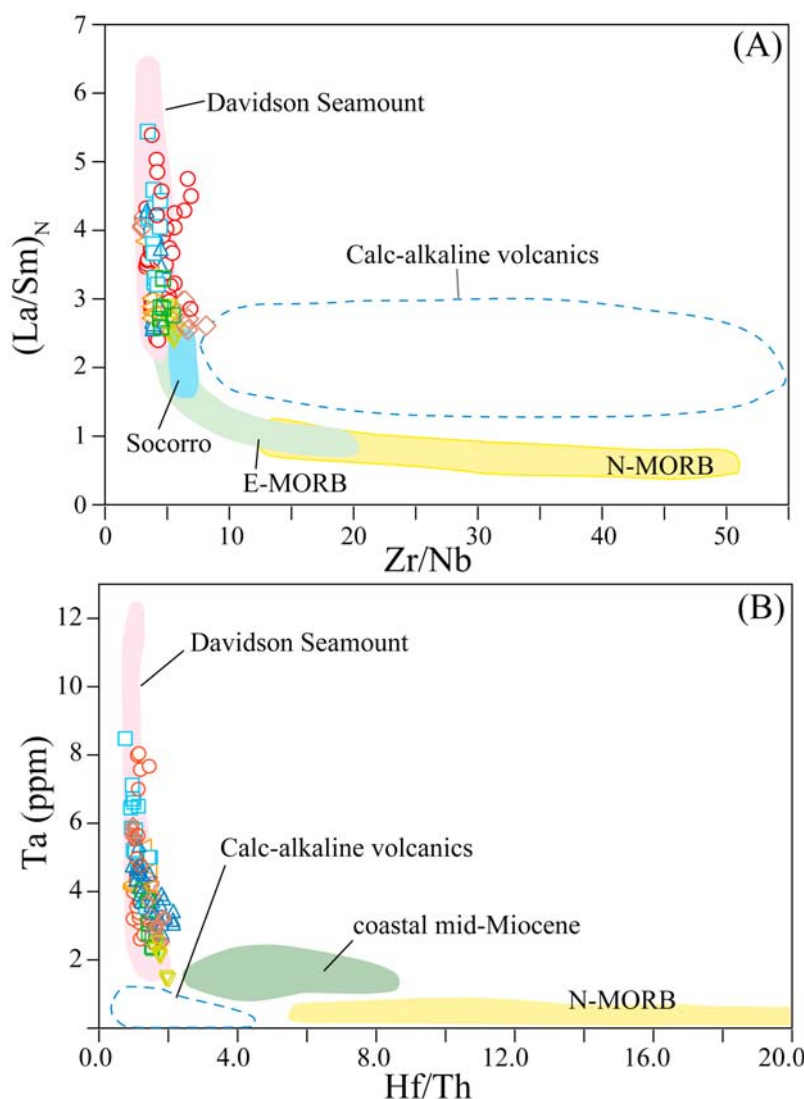 (A)
7
6
5
4
3
2
1
0
(La/Sm)N
Davidson Seamount
Calc-alkaline volcanics
Socorro
E-MORB
N-MORB
0 10 20 30 40 50
Zr/Nb
(B)
12
10
8
6
4
2
Ta (ppm)
Davidson Seamount
Calc-alkaline volcanics
coastal mid-Miocene
N-MORB
0.0 4.0 8.0 12.0 16.0 20.0
Hf/Th